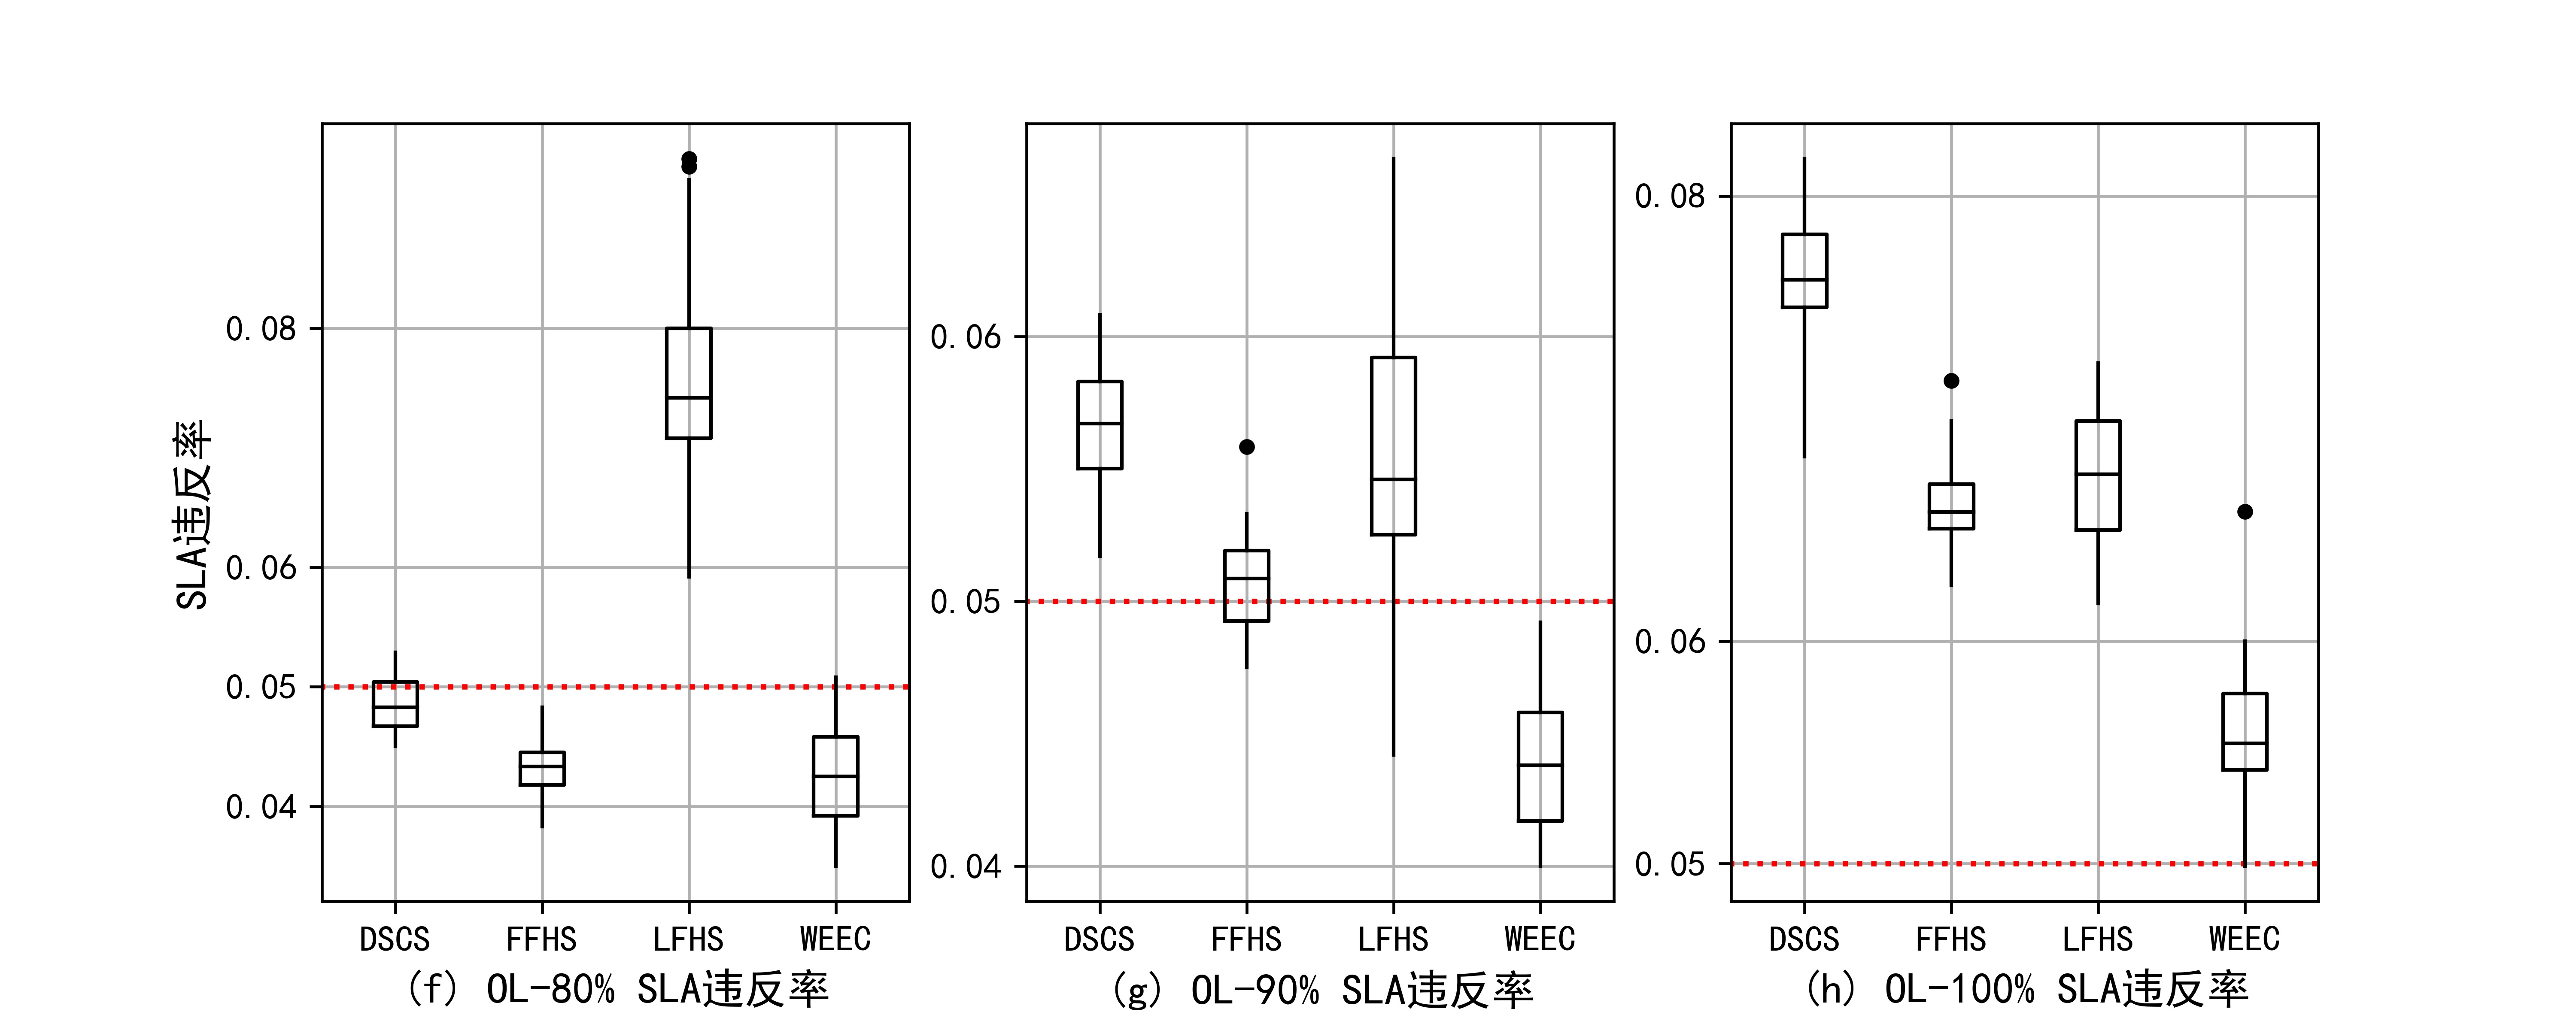 SLA违反率
0.08
0.06
0.05
0.04
DSCS FFHS LFHS WEEC
(f) OL-80% SLA违反率
0.06
0.05
0.04
DSCS FFHS LFHS WEEC
(g) OL-90% SLA违反率
0.08
0.06
0.05
DSCS FFHS LFHS WEEC
(h) OL-100% SLA违反率